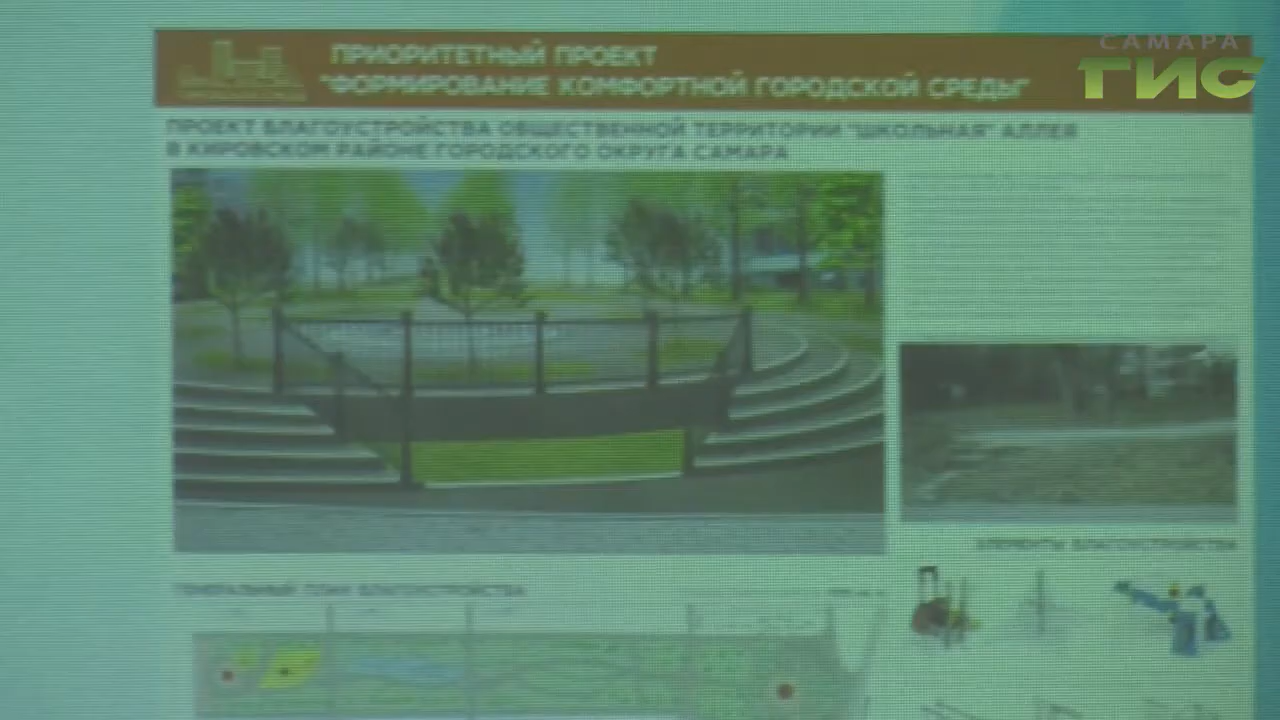 САМАРА
ГИС
ПРИОРИТЕТНЫЙ ПРОЕКТ
"ФОРМИРОВАНИЕ КОМФОРТНОЙ ГОРОДСКОЙ СРЕДЫ"
ПРОЕКТ БЛАГОУСТРОЙСТВА ОБЩЕСТВЕННОЙ ТЕРРИТОРИИ "ШКОЛЬНАЯ" АЛЛЕЯ
В КИРОВСКОМ РАЙОНЕ ГОРОДСКОГО ОКРУГА САМАРА
ЭЛЕМЕНТЫ БЛАГОУСТРОЙСТВА
ГЕНЕРАЛЬНЫЙ ПЛАН БЛАГОУСТРОЙСТВА